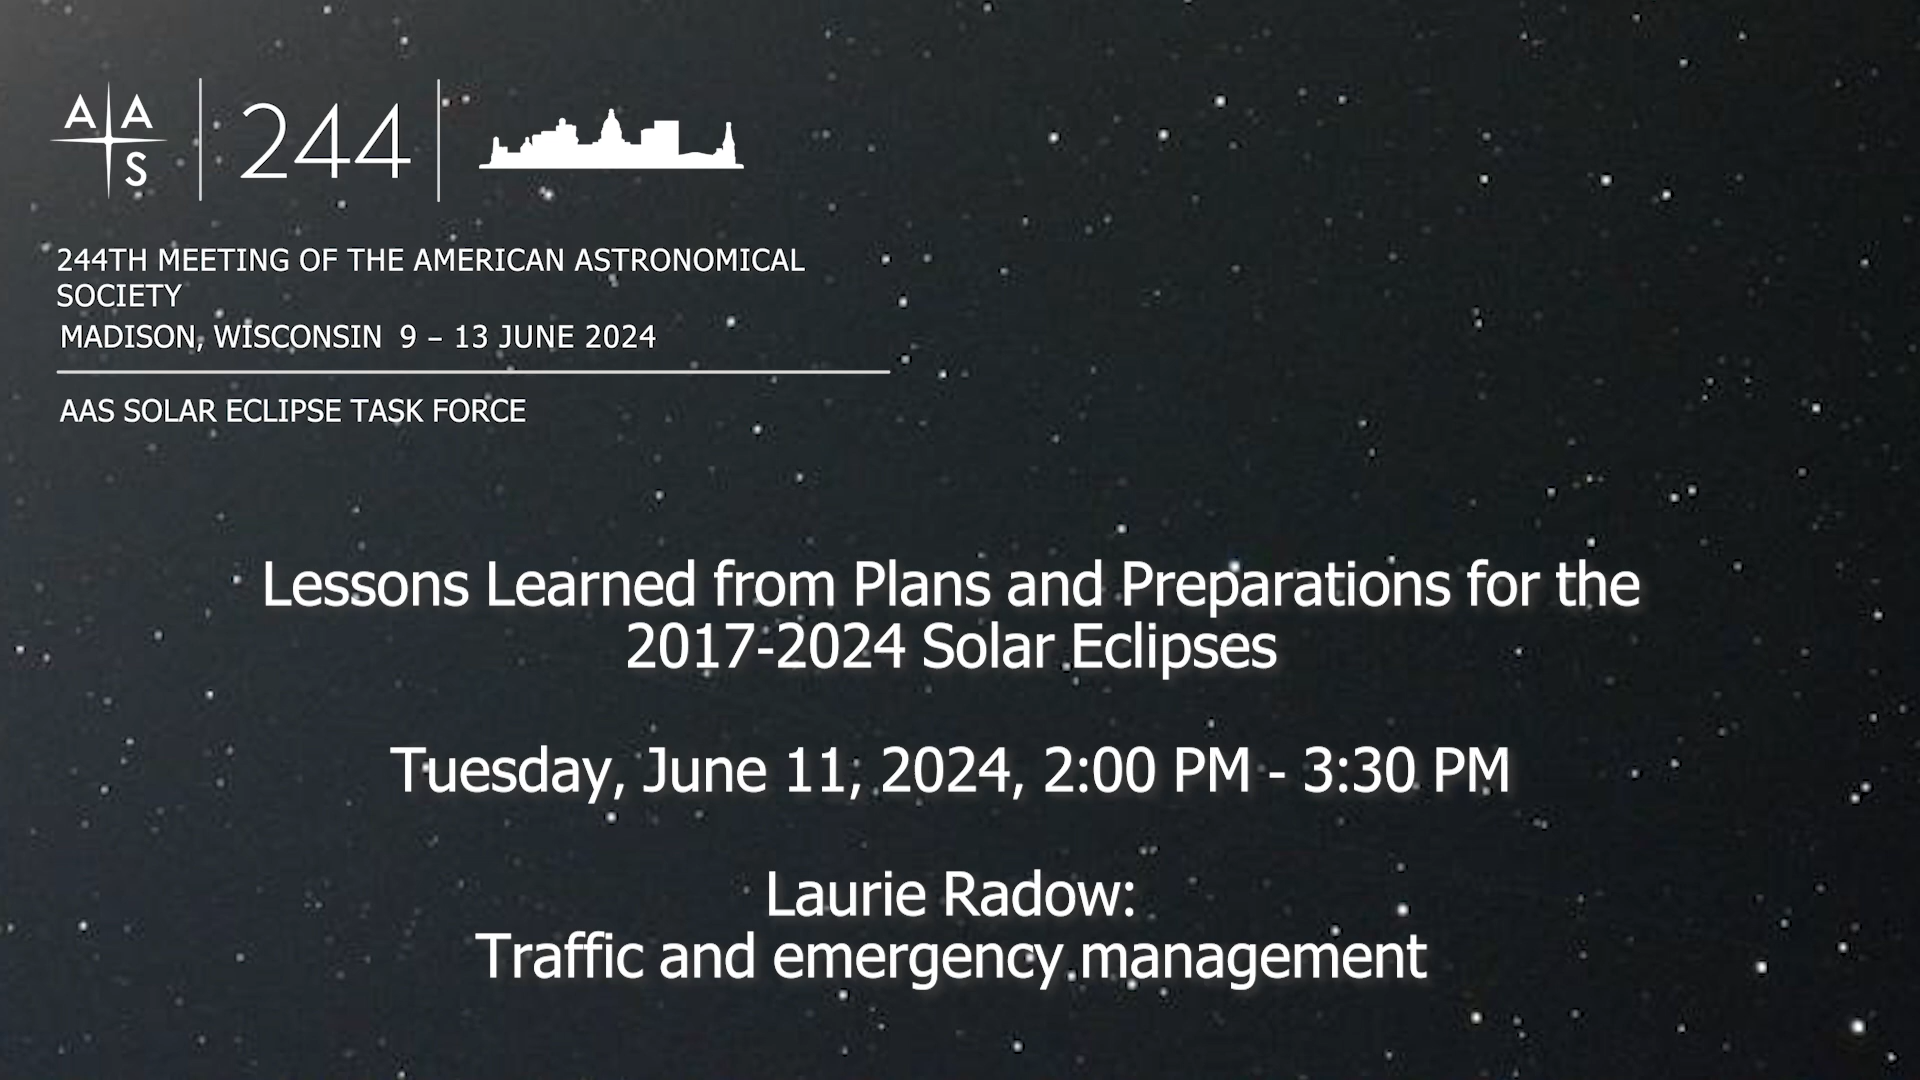 A A
S
244
244TH MEETING OF THE AMERICAN ASTRONOMICAL
SOCIETY
MADISON, WISCONSIN 9 – 13 JUNE 2024
AAS SOLAR ECLIPSE TASK FORCE
Lessons Learned from Plans and Preparations for the
2017-2024 Solar Eclipses
Tuesday, June 11, 2024, 2:00 PM - 3:30 PM
Laurie Radow:
Traffic and emergency management